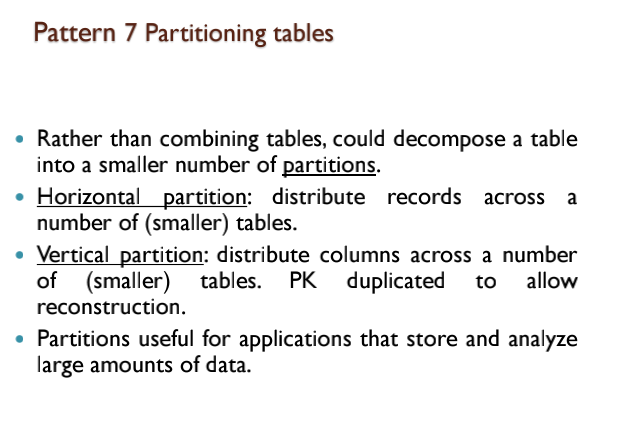 Pattern 7 Partitioning tables
• Rather than combining tables, could decompose a table
into a smaller number of partitions.
• Horizontal partition: distribute records across a
number of (smaller) tables.
• Vertical partition: distribute columns across a number
of (smaller) tables. PK duplicated to allow
reconstruction.
• Partitions useful for applications that store and analyze
large amounts of data.